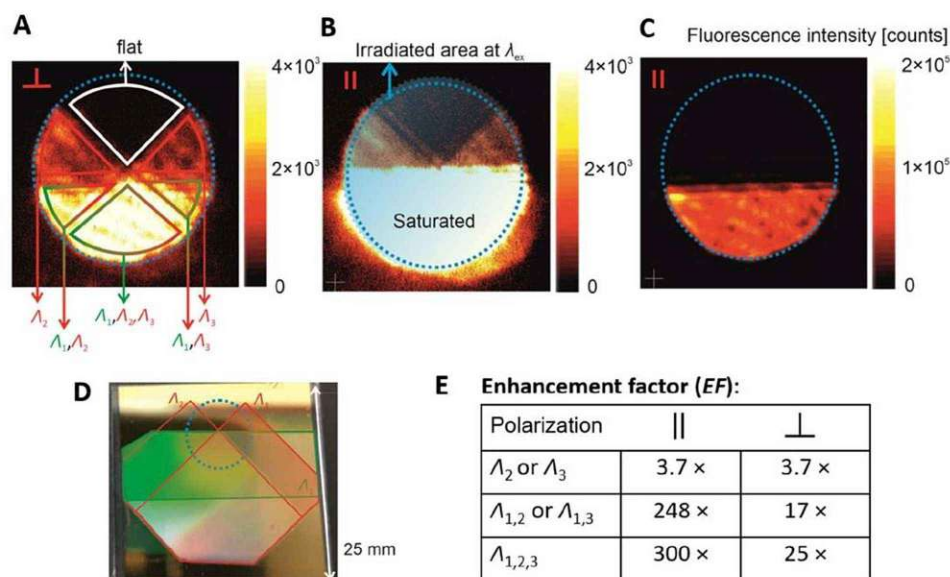 A
flat
⊥
4×10³
2×10³
0
Λ₂
Λ₁,Λ₂
Λ₁,Λ₂,Λ₃
Λ₁,Λ₃
Λ₃
B
Irradiated area at λₑₓ
||
Saturated
4×10³
2×10³
0
C
Fluorescence intensity [counts]
||
2×10⁵
1×10⁵
0
D
25 mm
E Enhancement factor (EF):
Polarization || ⊥
Λ₂ or Λ₃ 3.7 × 3.7 ×
Λ₁,₂ or Λ₁,₃ 248 × 17 ×
Λ₁,₂,₃ 300 × 25 ×